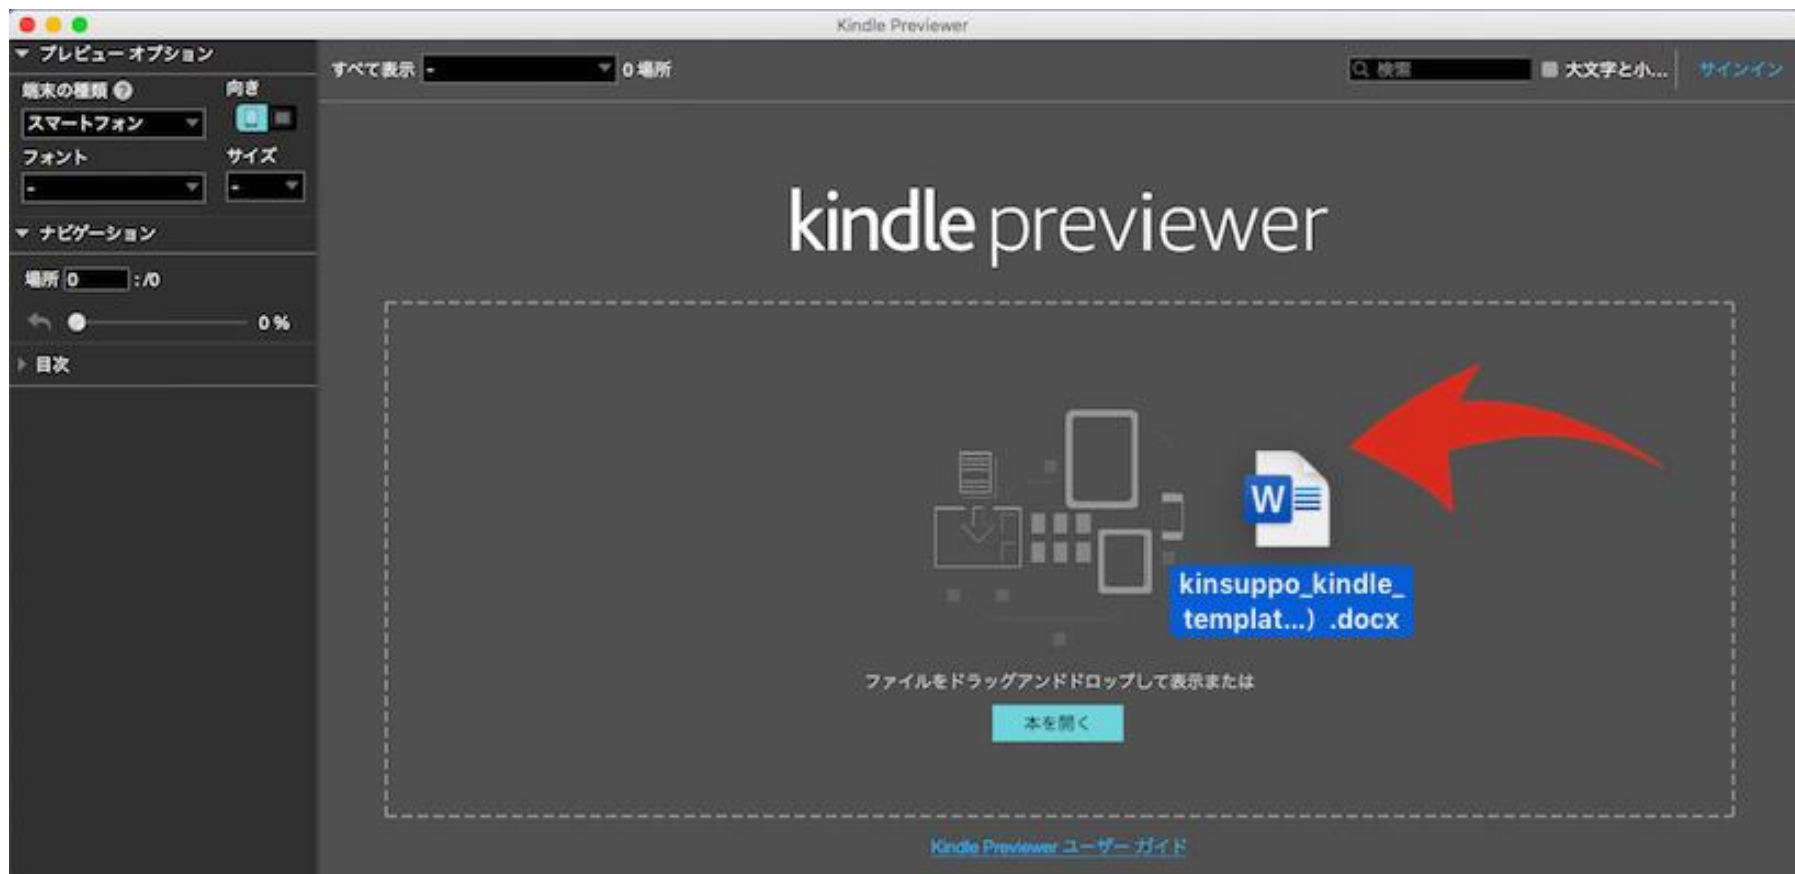 Kindle Previewer
プレビュー オプション
端末の種類 ?
向き
スマートフォン
フォント
サイズ
-
-
ナビゲーション
場所 0 : /0
0 %
目次
すべて表示 - 0 場所
検索
大文字と小...
サインイン
kindle previewer
W
kinsuppo_kindle_
templat...) .docx
ファイルをドラッグアンドドロップして表示または
本を開く
Kindle Previewer ユーザー ガイド